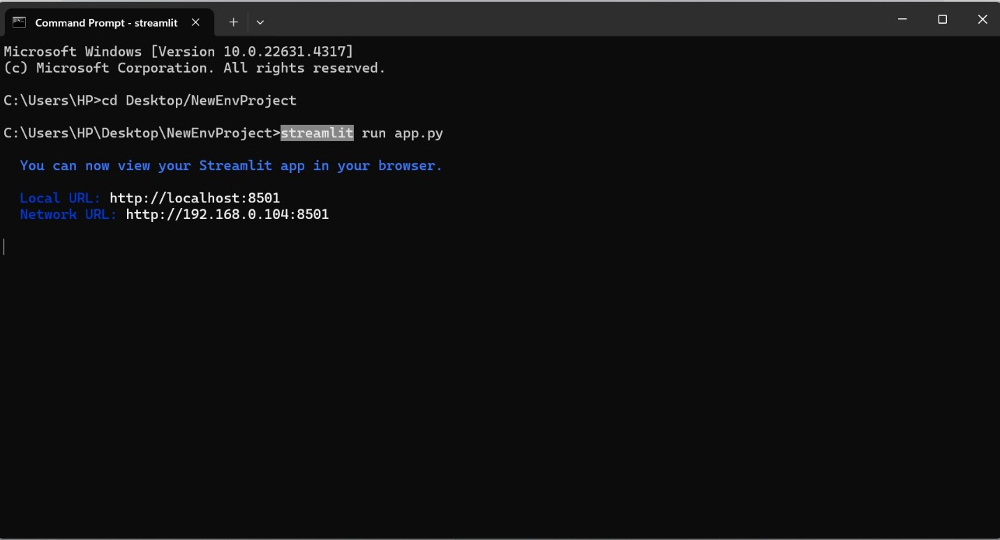 Command Prompt - streamlit
Microsoft Windows [Version 10.0.22631.4317]
(c) Microsoft Corporation. All rights reserved.
C:\Users\HP>cd Desktop/NewEnvProject
C:\Users\HP\Desktop\NewEnvProject>streamlit run app.py
You can now view your Streamlit app in your browser.
Local URL: http://localhost:8501
Network URL: http://192.168.0.104:8501